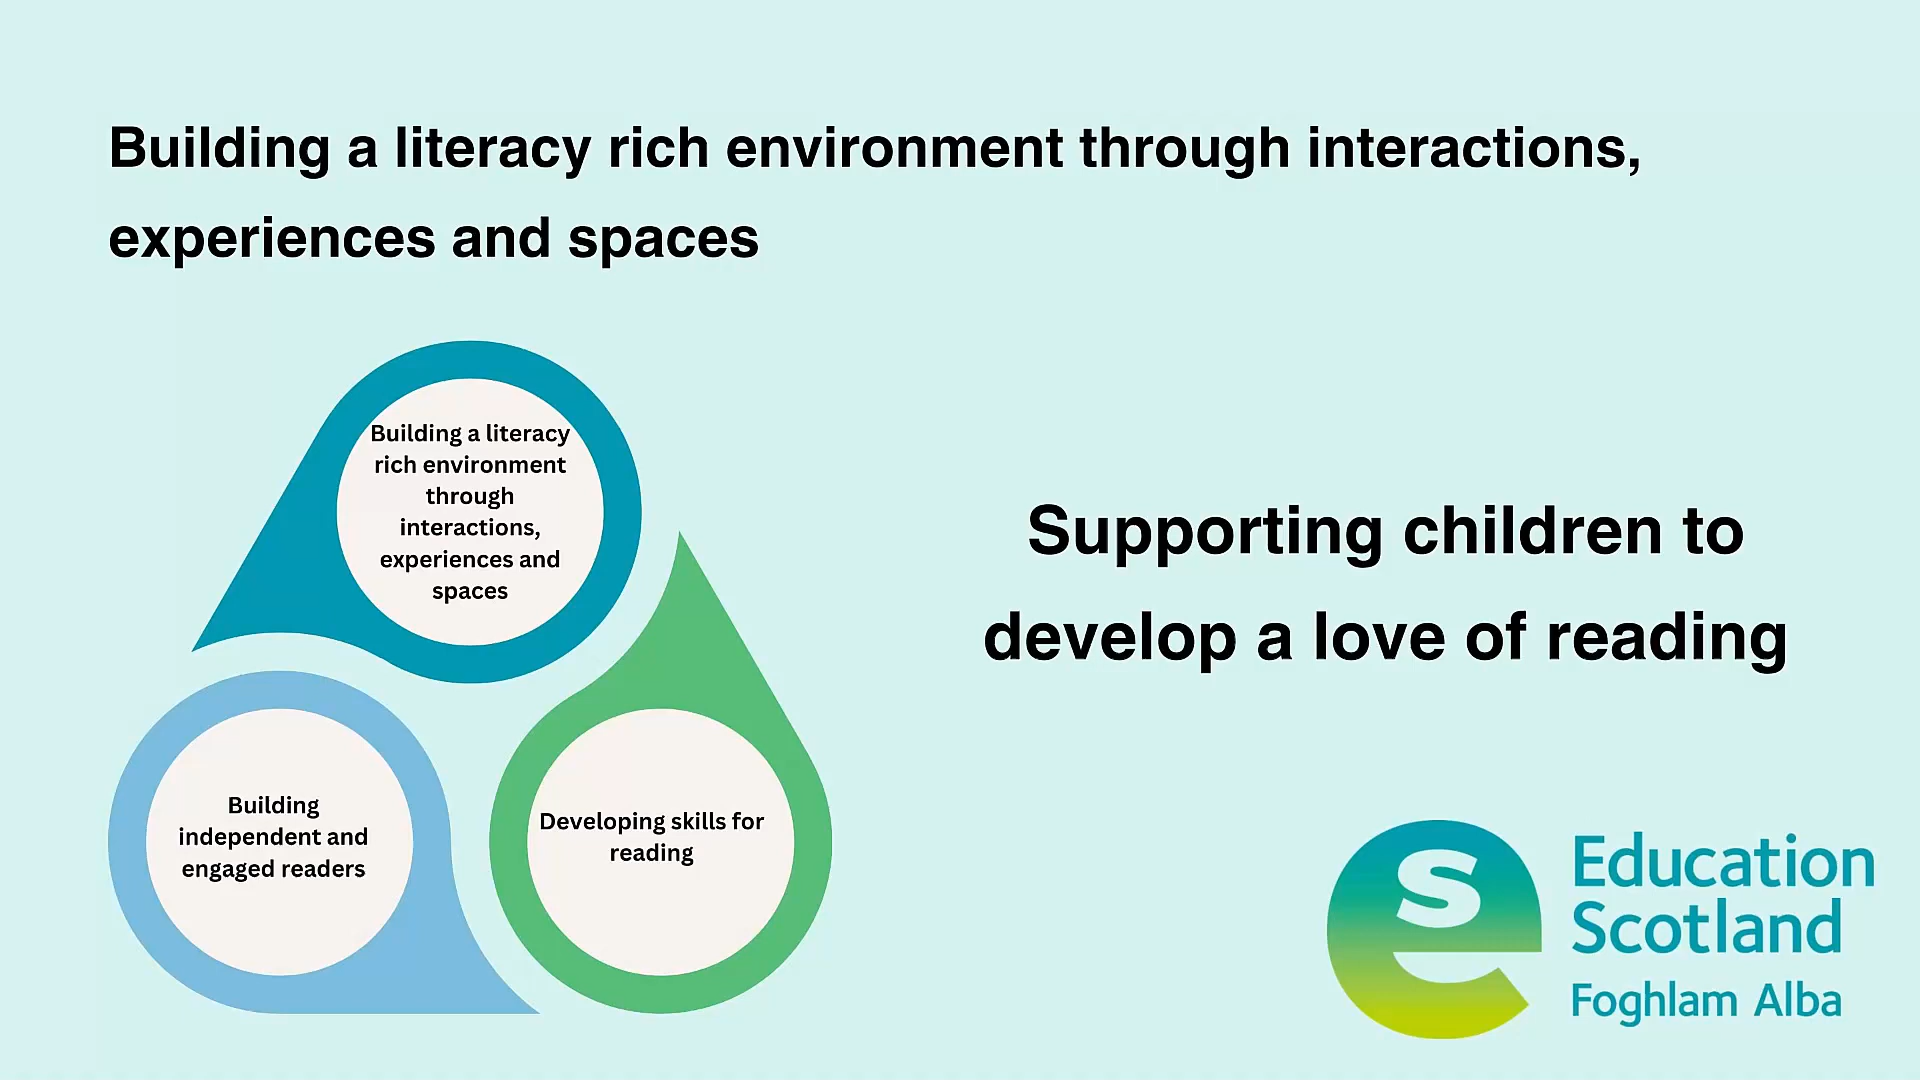 Building a literacy rich environment through interactions,
experiences and spaces
Building a literacy
rich environment
through
interactions,
experiences and
spaces
Building
independent and
engaged readers
Developing skills for
reading
Supporting children to
develop a love of reading
es
Education
Scotland
Foghlam Alba